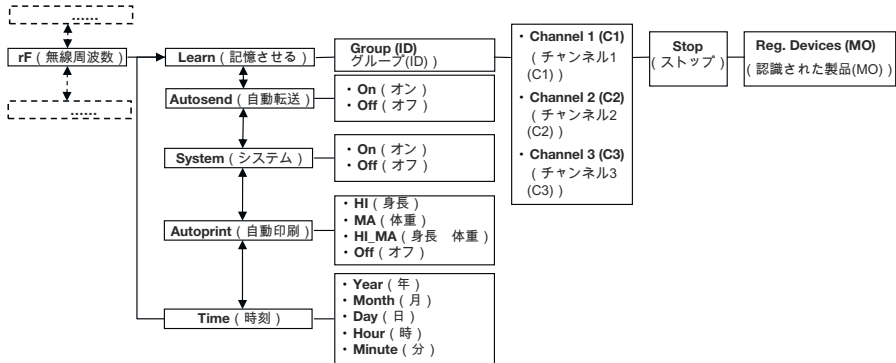 ......
rF ( 無線周波数 )
......
Learn ( 記憶させる )
Group (ID)
グループ(ID) )
・ Channel 1 (C1)
( チャンネル1
(C1) )
・ Channel 2 (C2)
( チャンネル2
(C2) )
・ Channel 3 (C3)
( チャンネル3
(C3) )
Stop
( ストップ )
Reg. Devices (MO)
( 認識された製品(MO) )
Autosend ( 自動転送 )
・ On ( オン )
・ Off ( オフ )
System ( システム )
・ On ( オン )
・ Off ( オフ )
Autoprint ( 自動印刷 )
・ HI ( 身長 )
・ MA ( 体重 )
・ HI_MA ( 身長　体重 )
・ Off ( オフ )
Time ( 時刻 )
・ Year ( 年 )
・ Month ( 月 )
・ Day ( 日 )
・ Hour ( 時 )
・ Minute ( 分 )